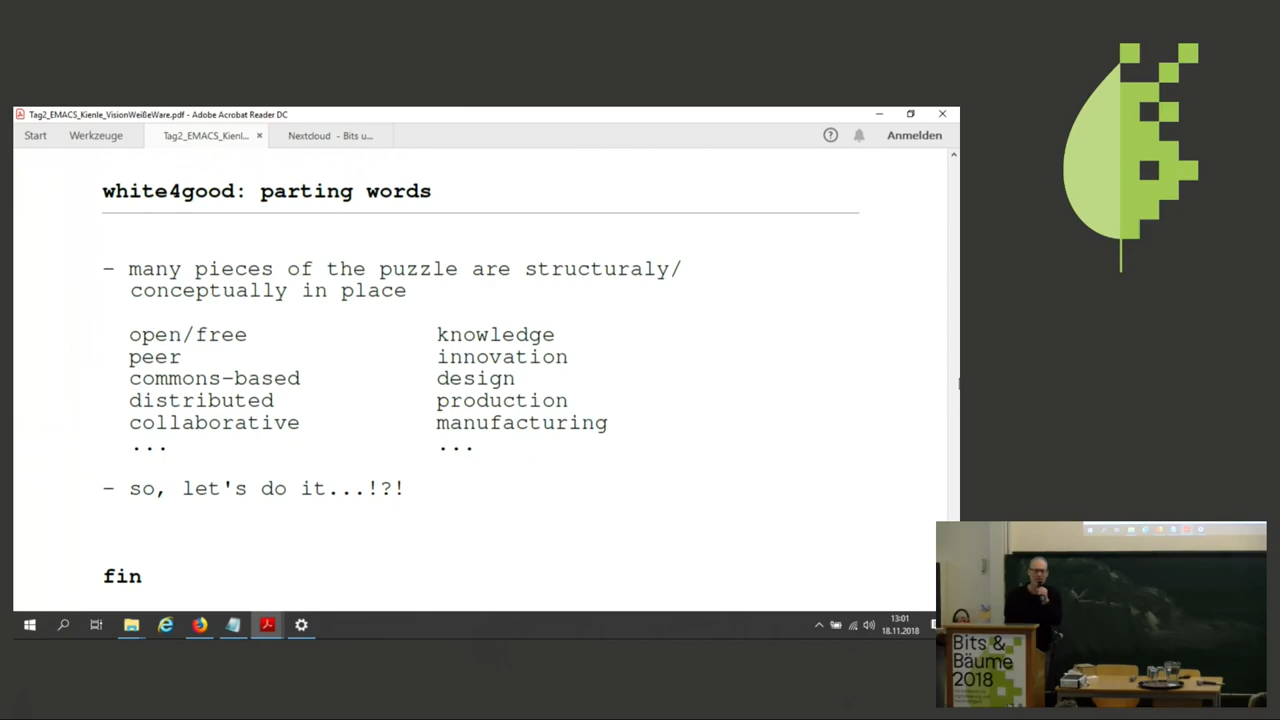 Tag2_EMACS_Kienle_VisionWeißeWare.pdf - Adobe Acrobat Reader DC
Start Werkzeuge Tag2_EMACS_Kienl... × Nextcloud - Bits u... Anmelden
white4good: parting words
- many pieces of the puzzle are structuraly/
conceptually in place
open/free knowledge
peer innovation
commons-based design
distributed production
collaborative manufacturing
... ...
- so, let's do it...!?!
fin
13:01
18.11.2018
Bits &
Bäume
2018